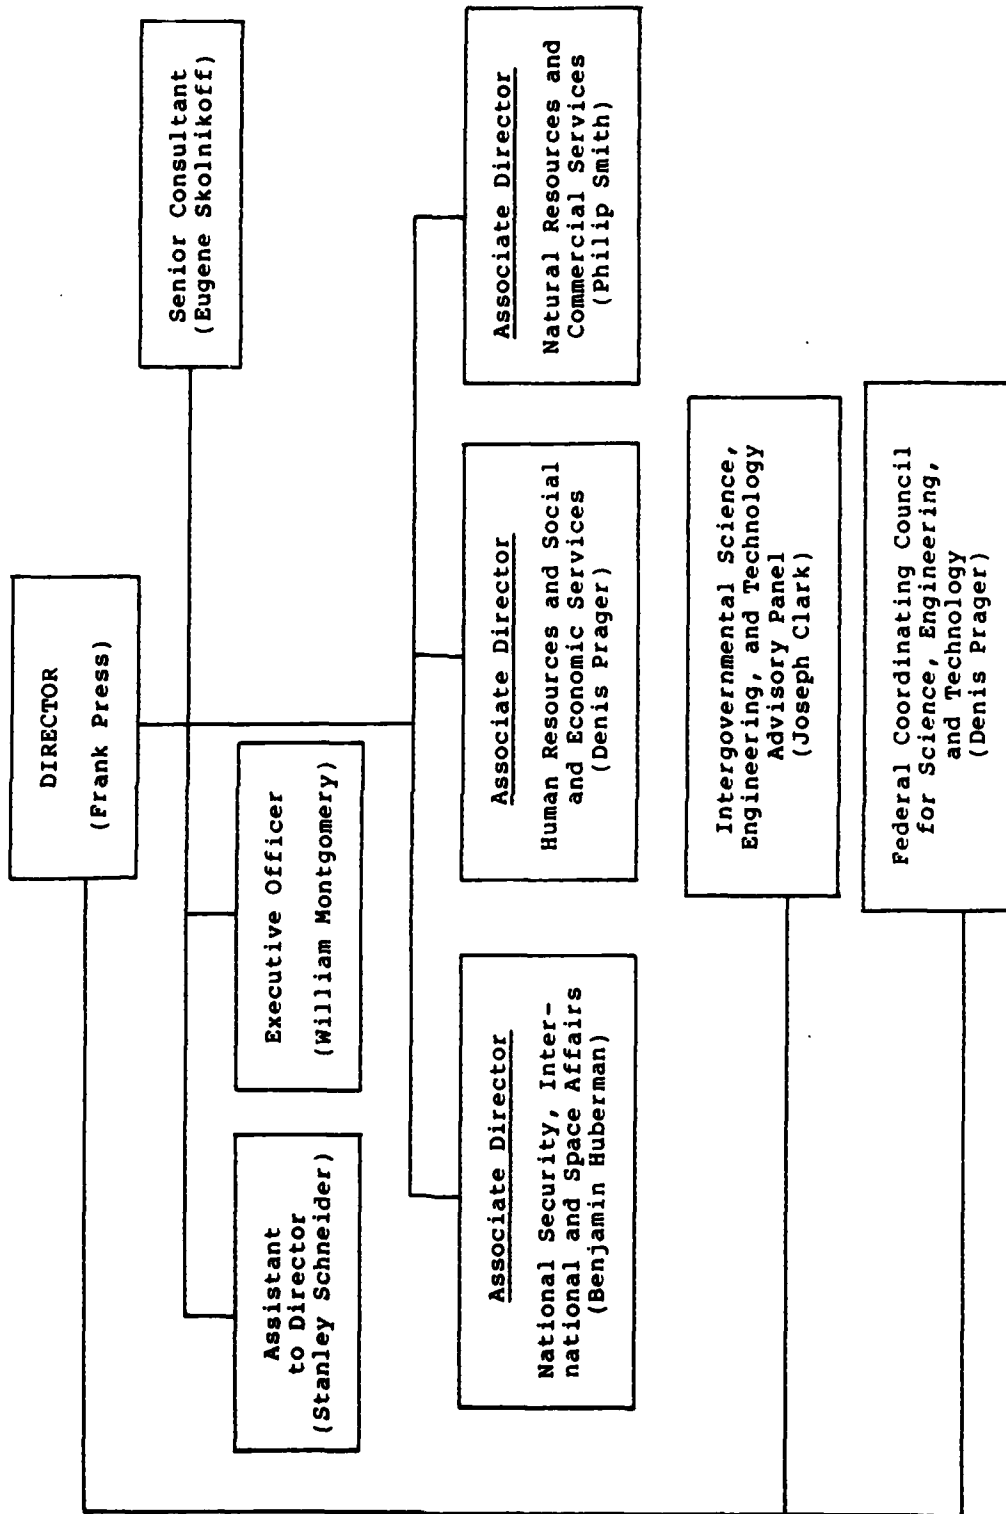 DIRECTOR
(Frank Press)
Senior Consultant
(Eugene Skolnikoff)
Assistant
to Director
(Stanley Schneider)
Executive Officer
(William Montgomery)
Associate Director
National Security, Inter-
national and Space Affairs
(Benjamin Huberman)
Associate Director
Human Resources and Social
and Economic Services
(Denis Prager)
Associate Director
Natural Resources and
Commercial Services
(Philip Smith)
Intergovernmental Science,
Engineering, and Technology
Advisory Panel
(Joseph Clark)
Federal Coordinating Council
for Science, Engineering,
and Technology
(Denis Prager)